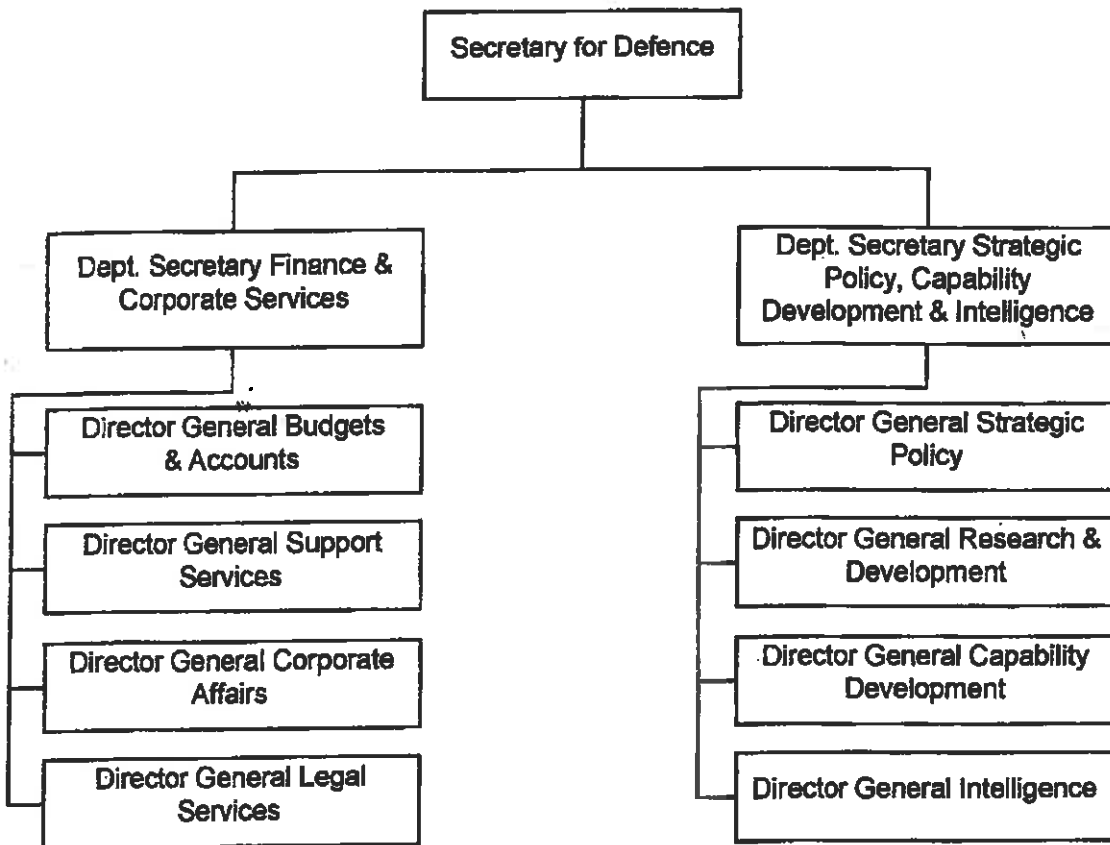 Secretary for Defence
Dept. Secretary Finance &
Corporate Services
Dept. Secretary Strategic
Policy, Capability
Development & Intelligence
Director General Budgets
& Accounts
Director General Support
Services
Director General Corporate
Affairs
Director General Legal
Services
Director General Strategic
Policy
Director General Research &
Development
Director General Capability
Development
Director General Intelligence